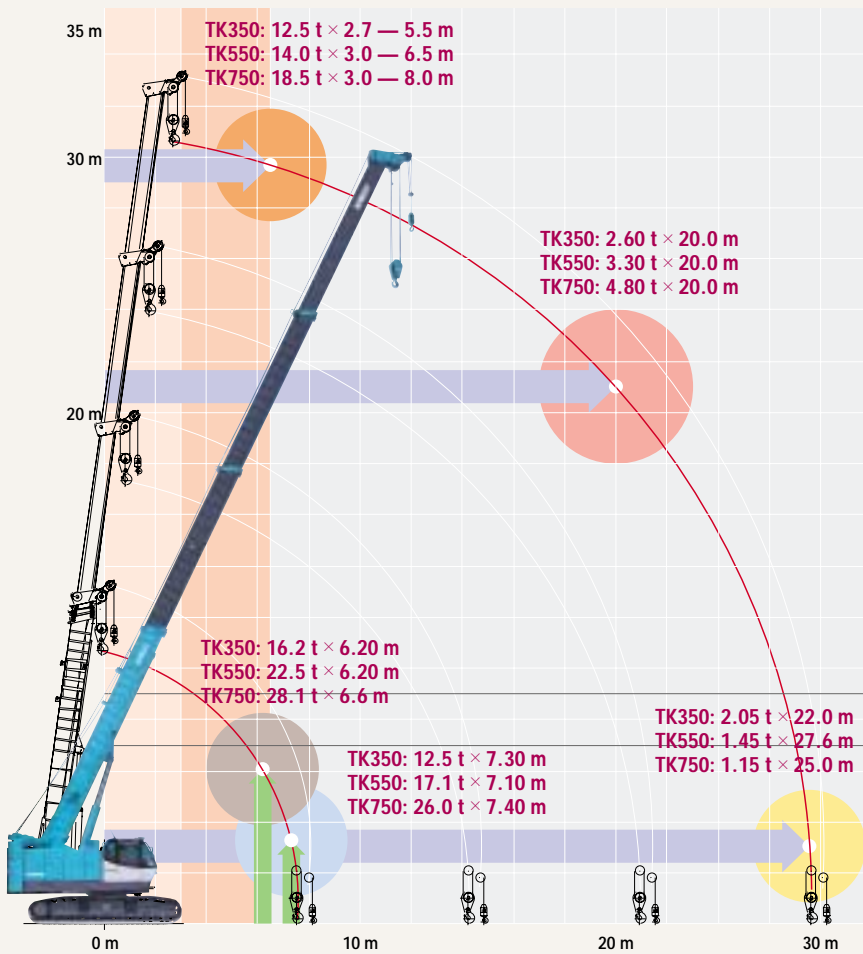 35 m
TK350: 12.5 t × 2.7 — 5.5 m
TK550: 14.0 t × 3.0 — 6.5 m
TK750: 18.5 t × 3.0 — 8.0 m
30 m
TK350: 2.60 t × 20.0 m
TK550: 3.30 t × 20.0 m
TK750: 4.80 t × 20.0 m
20 m
TK350: 16.2 t × 6.20 m
TK550: 22.5 t × 6.20 m
TK750: 28.1 t × 6.6 m
TK350: 2.05 t × 22.0 m
TK550: 1.45 t × 27.6 m
TK750: 1.15 t × 25.0 m
TK350: 12.5 t × 7.30 m
TK550: 17.1 t × 7.10 m
TK750: 26.0 t × 7.40 m
0 m
10 m
20 m
30 m